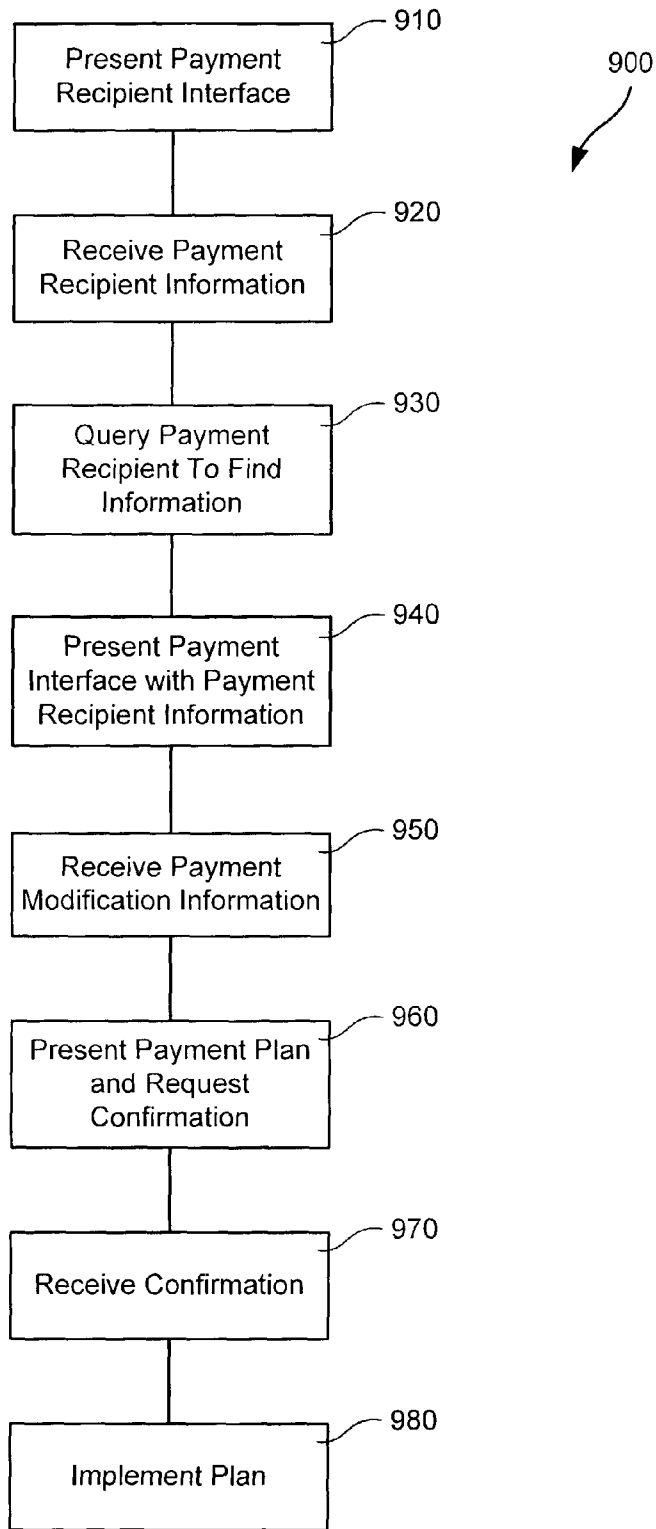 910
Present Payment
Recipient Interface
900
920
Receive Payment
Recipient Information
930
Query Payment
Recipient To Find
Information
940
Present Payment
Interface with Payment
Recipient Information
950
Receive Payment
Modification Information
960
Present Payment Plan
and Request
Confirmation
970
Receive Confirmation
980
Implement Plan